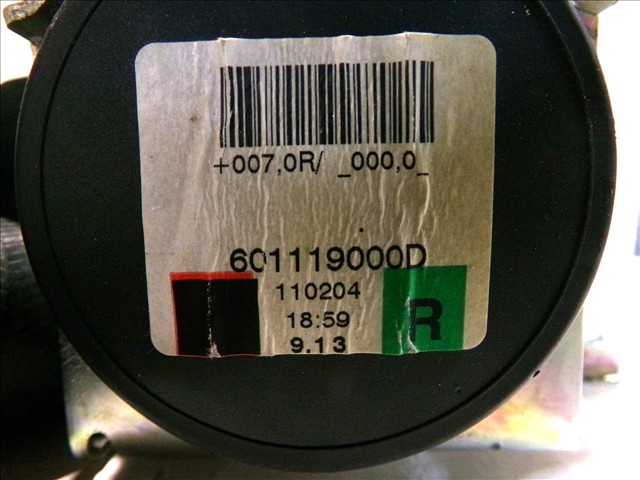 +007,0R/ _000,0_
601119000D
110204
18:59
R
9.13